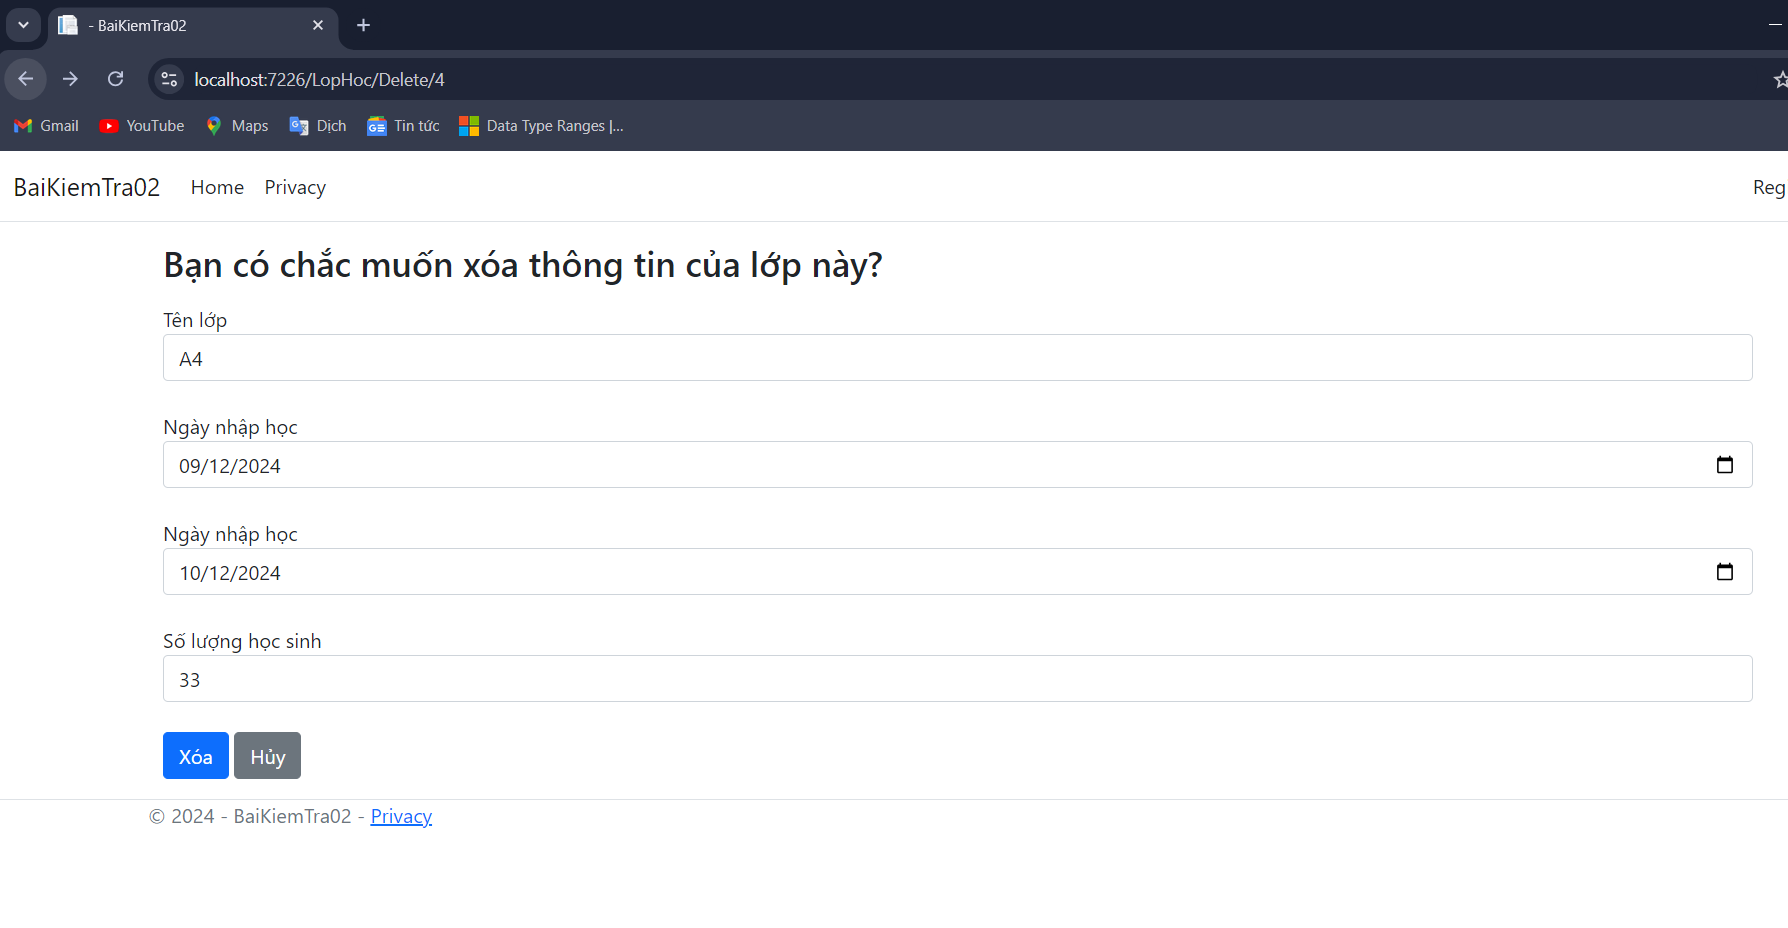 - BaiKiemTra02
localhost:7226/LopHoc/Delete/4
Gmail YouTube Maps Dịch Tin tức Data Type Ranges |...
BaiKiemTra02 Home Privacy Reg
Bạn có chắc muốn xóa thông tin của lớp này?
Tên lớp
A4
Ngày nhập học
09/12/2024
Ngày nhập học
10/12/2024
Số lượng học sinh
33
Xóa Hủy
© 2024 - BaiKiemTra02 - Privacy